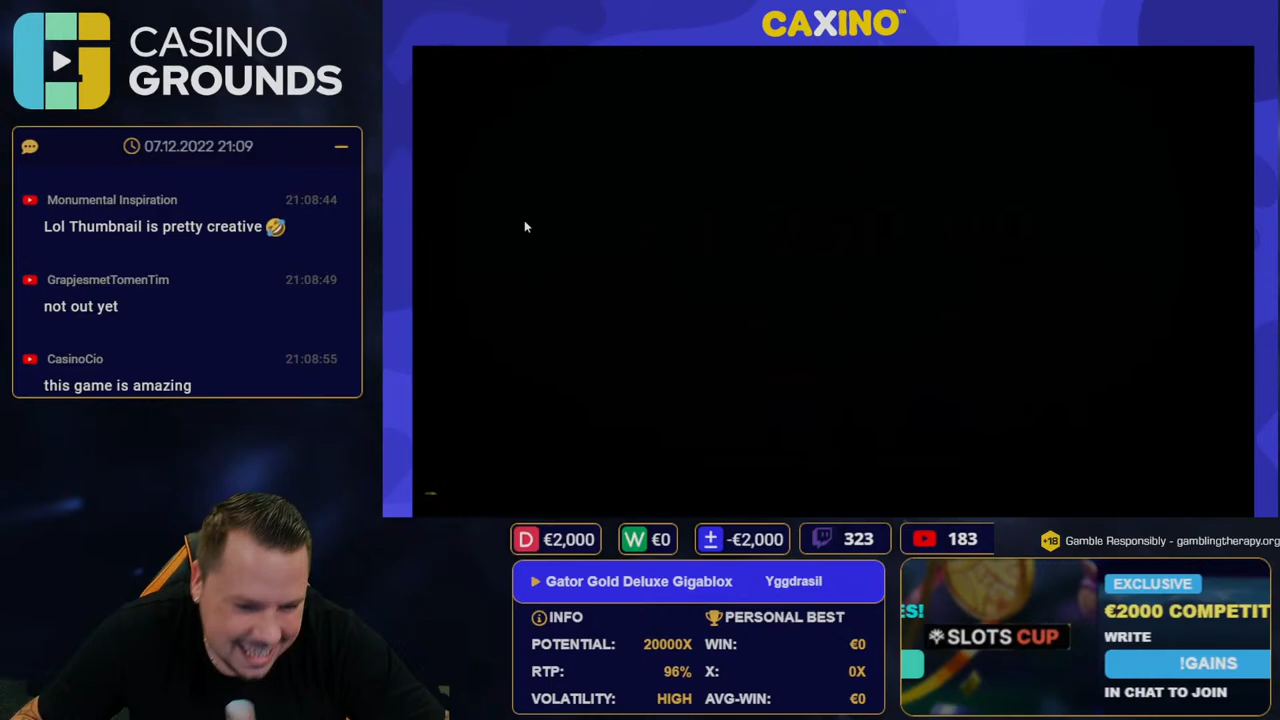 CASINO
GROUNDS
CAXINO™
07.12.2022 21:09
Monumental Inspiration 21:08:44
Lol Thumbnail is pretty creative 🤣
GrapjesmetTomenTim 21:08:49
not out yet
CasinoCio 21:08:55
this game is amazing
D €2,000 W €0 ± -€2,000 323 183
+18 Gamble Responsibly - gamblingtherapy.org
Gator Gold Deluxe Gigablox Yggdrasil
INFO PERSONAL BEST
POTENTIAL: 20000X WIN: €0
RTP: 96% X: 0X
VOLATILITY: HIGH AVG-WIN: €0
ES!
SLOTS CUP
EXCLUSIVE
€2000 COMPETIT
WRITE
!GAINS
IN CHAT TO JOIN